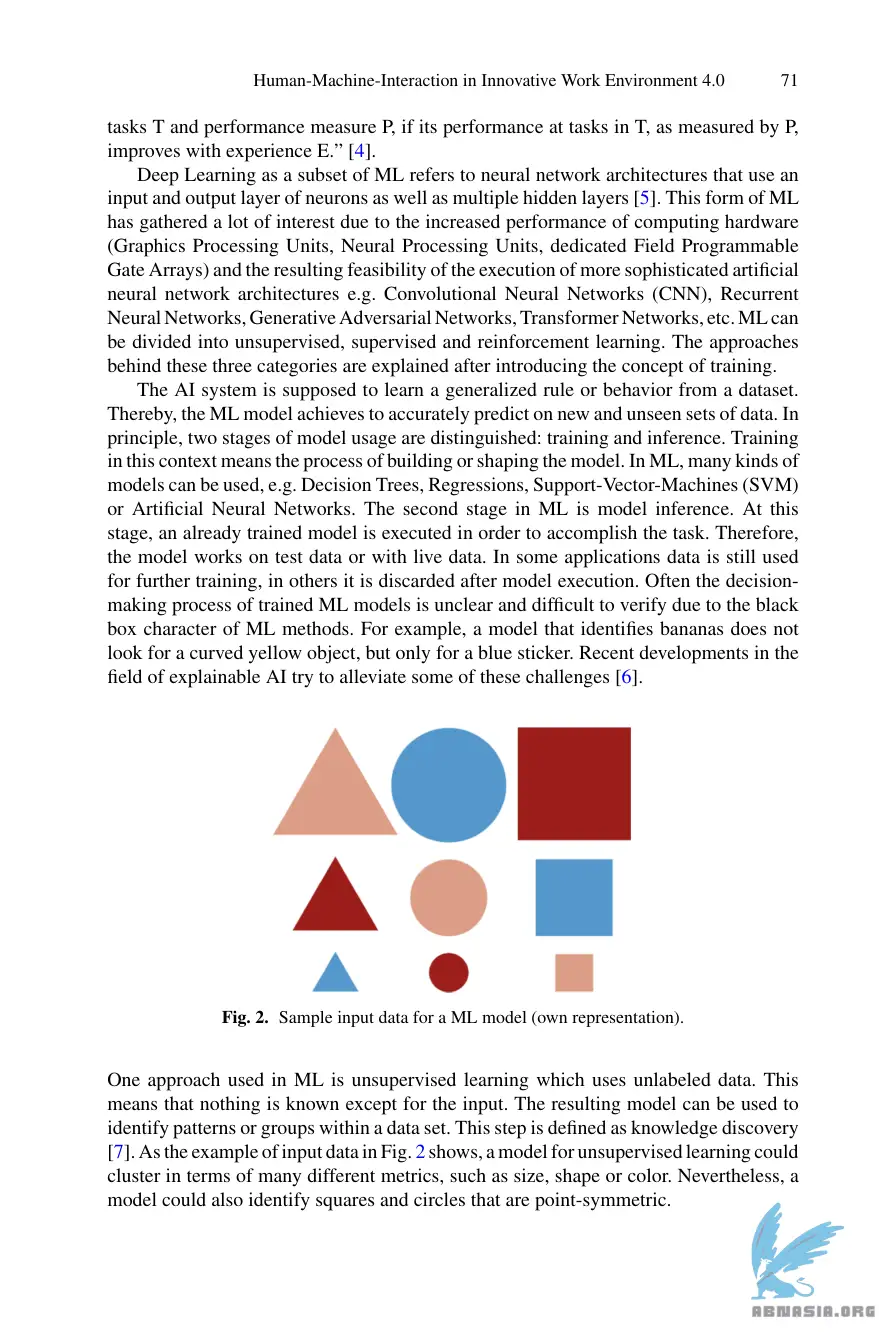 Human-Machine-Interaction in Innovative Work Environment 4.0 71
tasks T and performance measure P, if its performance at tasks in T, as measured by P,
improves with experience E.” [4].
Deep Learning as a subset of ML refers to neural network architectures that use an
input and output layer of neurons as well as multiple hidden layers [5]. This form of ML
has gathered a lot of interest due to the increased performance of computing hardware
(Graphics Processing Units, Neural Processing Units, dedicated Field Programmable
Gate Arrays) and the resulting feasibility of the execution of more sophisticated artificial
neural network architectures e.g. Convolutional Neural Networks (CNN), Recurrent
Neural Networks, Generative Adversarial Networks, Transformer Networks, etc. ML can
be divided into unsupervised, supervised and reinforcement learning. The approaches
behind these three categories are explained after introducing the concept of training.
The AI system is supposed to learn a generalized rule or behavior from a dataset.
Thereby, the ML model achieves to accurately predict on new and unseen sets of data. In
principle, two stages of model usage are distinguished: training and inference. Training
in this context means the process of building or shaping the model. In ML, many kinds of
models can be used, e.g. Decision Trees, Regressions, Support-Vector-Machines (SVM)
or Artificial Neural Networks. The second stage in ML is model inference. At this
stage, an already trained model is executed in order to accomplish the task. Therefore,
the model works on test data or with live data. In some applications data is still used
for further training, in others it is discarded after model execution. Often the decision-
making process of trained ML models is unclear and difficult to verify due to the black
box character of ML methods. For example, a model that identifies bananas does not
look for a curved yellow object, but only for a blue sticker. Recent developments in the
field of explainable AI try to alleviate some of these challenges [6].
Fig. 2. Sample input data for a ML model (own representation).
One approach used in ML is unsupervised learning which uses unlabeled data. This
means that nothing is known except for the input. The resulting model can be used to
identify patterns or groups within a data set. This step is defined as knowledge discovery
[7]. As the example of input data in Fig. 2 shows, a model for unsupervised learning could
cluster in terms of many different metrics, such as size, shape or color. Nevertheless, a
model could also identify squares and circles that are point-symmetric.
ABNASIA.ORG